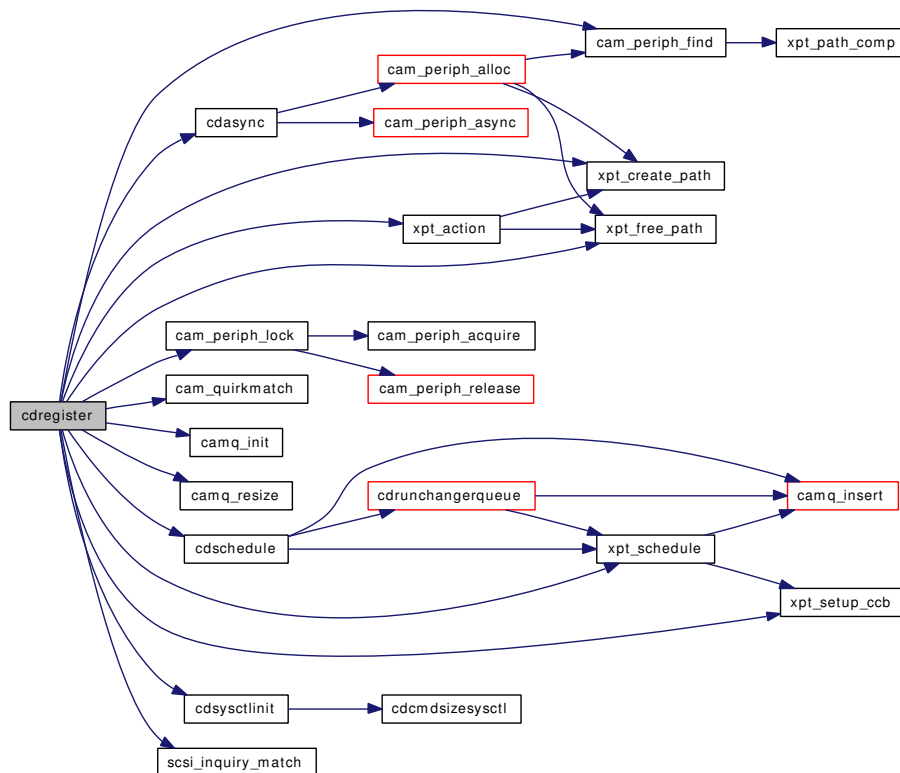 cam_periph_find
xpt_path_comp
cam_periph_alloc
cdasync
cam_periph_async
xpt_create_path
xpt_action
xpt_free_path
cam_periph_lock
cam_periph_acquire
cam_quirkmatch
cam_periph_release
cdregister
camq_init
camq_resize
cdrunchangerqueue
camq_insert
cdschedule
xpt_schedule
xpt_setup_ccb
cdsysctlinit
cdcmdsizesysctl
scsi_inquiry_match